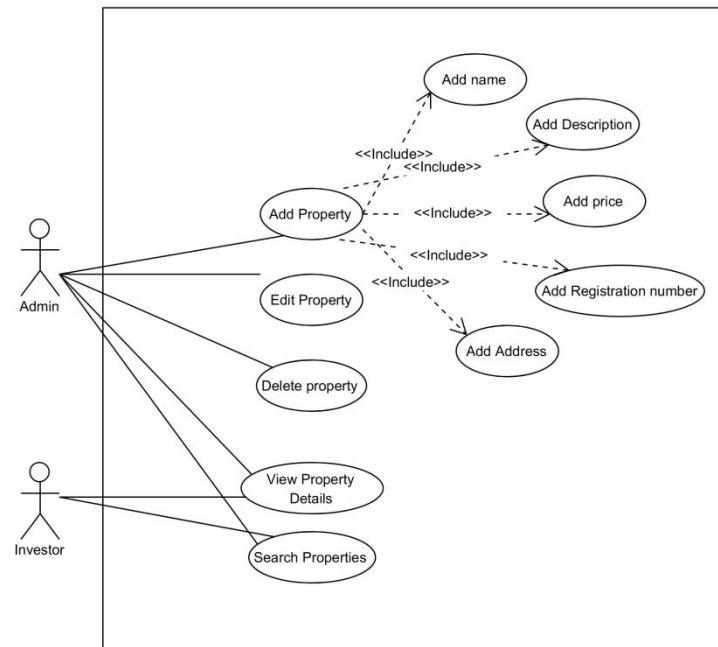 Add name
Add Description
<<Include>>
<<Include>>
Add Property
<<Include>>
Add price
<<Include>>
<<Include>>
Add Registration number
Admin
Edit Property
Add Address
Delete property
View Property
Details
Investor
Search Properties